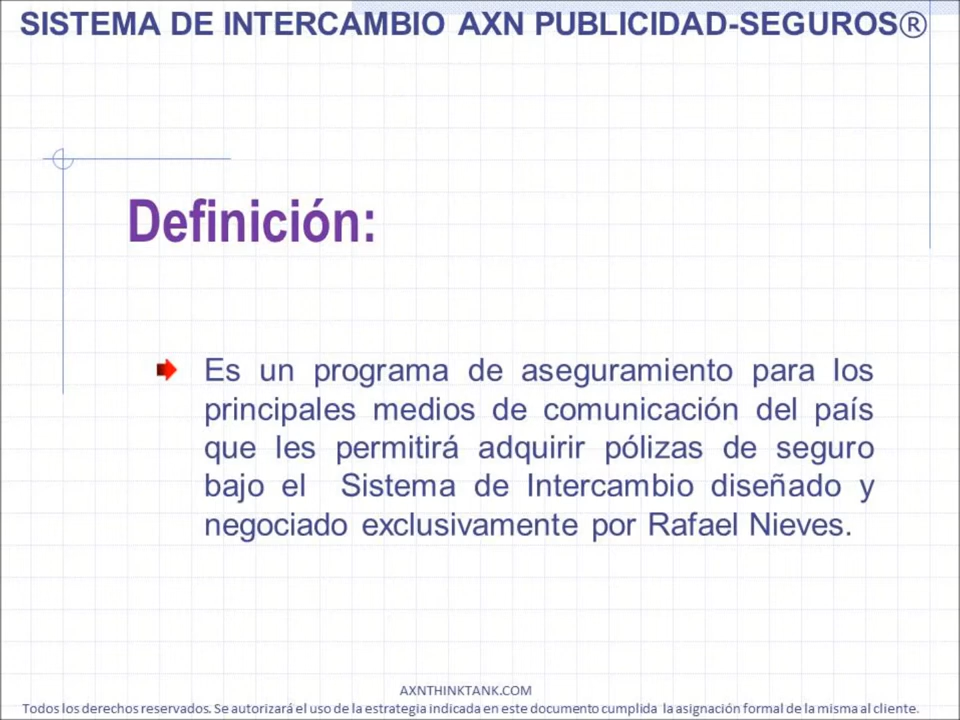 SISTEMA DE INTERCAMBIO AXN PUBLICIDAD-SEGUROS®
Definición:
Es un programa de aseguramiento para los
principales medios de comunicación del país
que les permitirá adquirir pólizas de seguro
bajo el Sistema de Intercambio diseñado y
negociado exclusivamente por Rafael Nieves.
AXNTHINKTANK.COM
Todos los derechos reservados. Se autorizará el uso de la estrategia indicada en este documento cumplida la asignación formal de la misma al cliente.